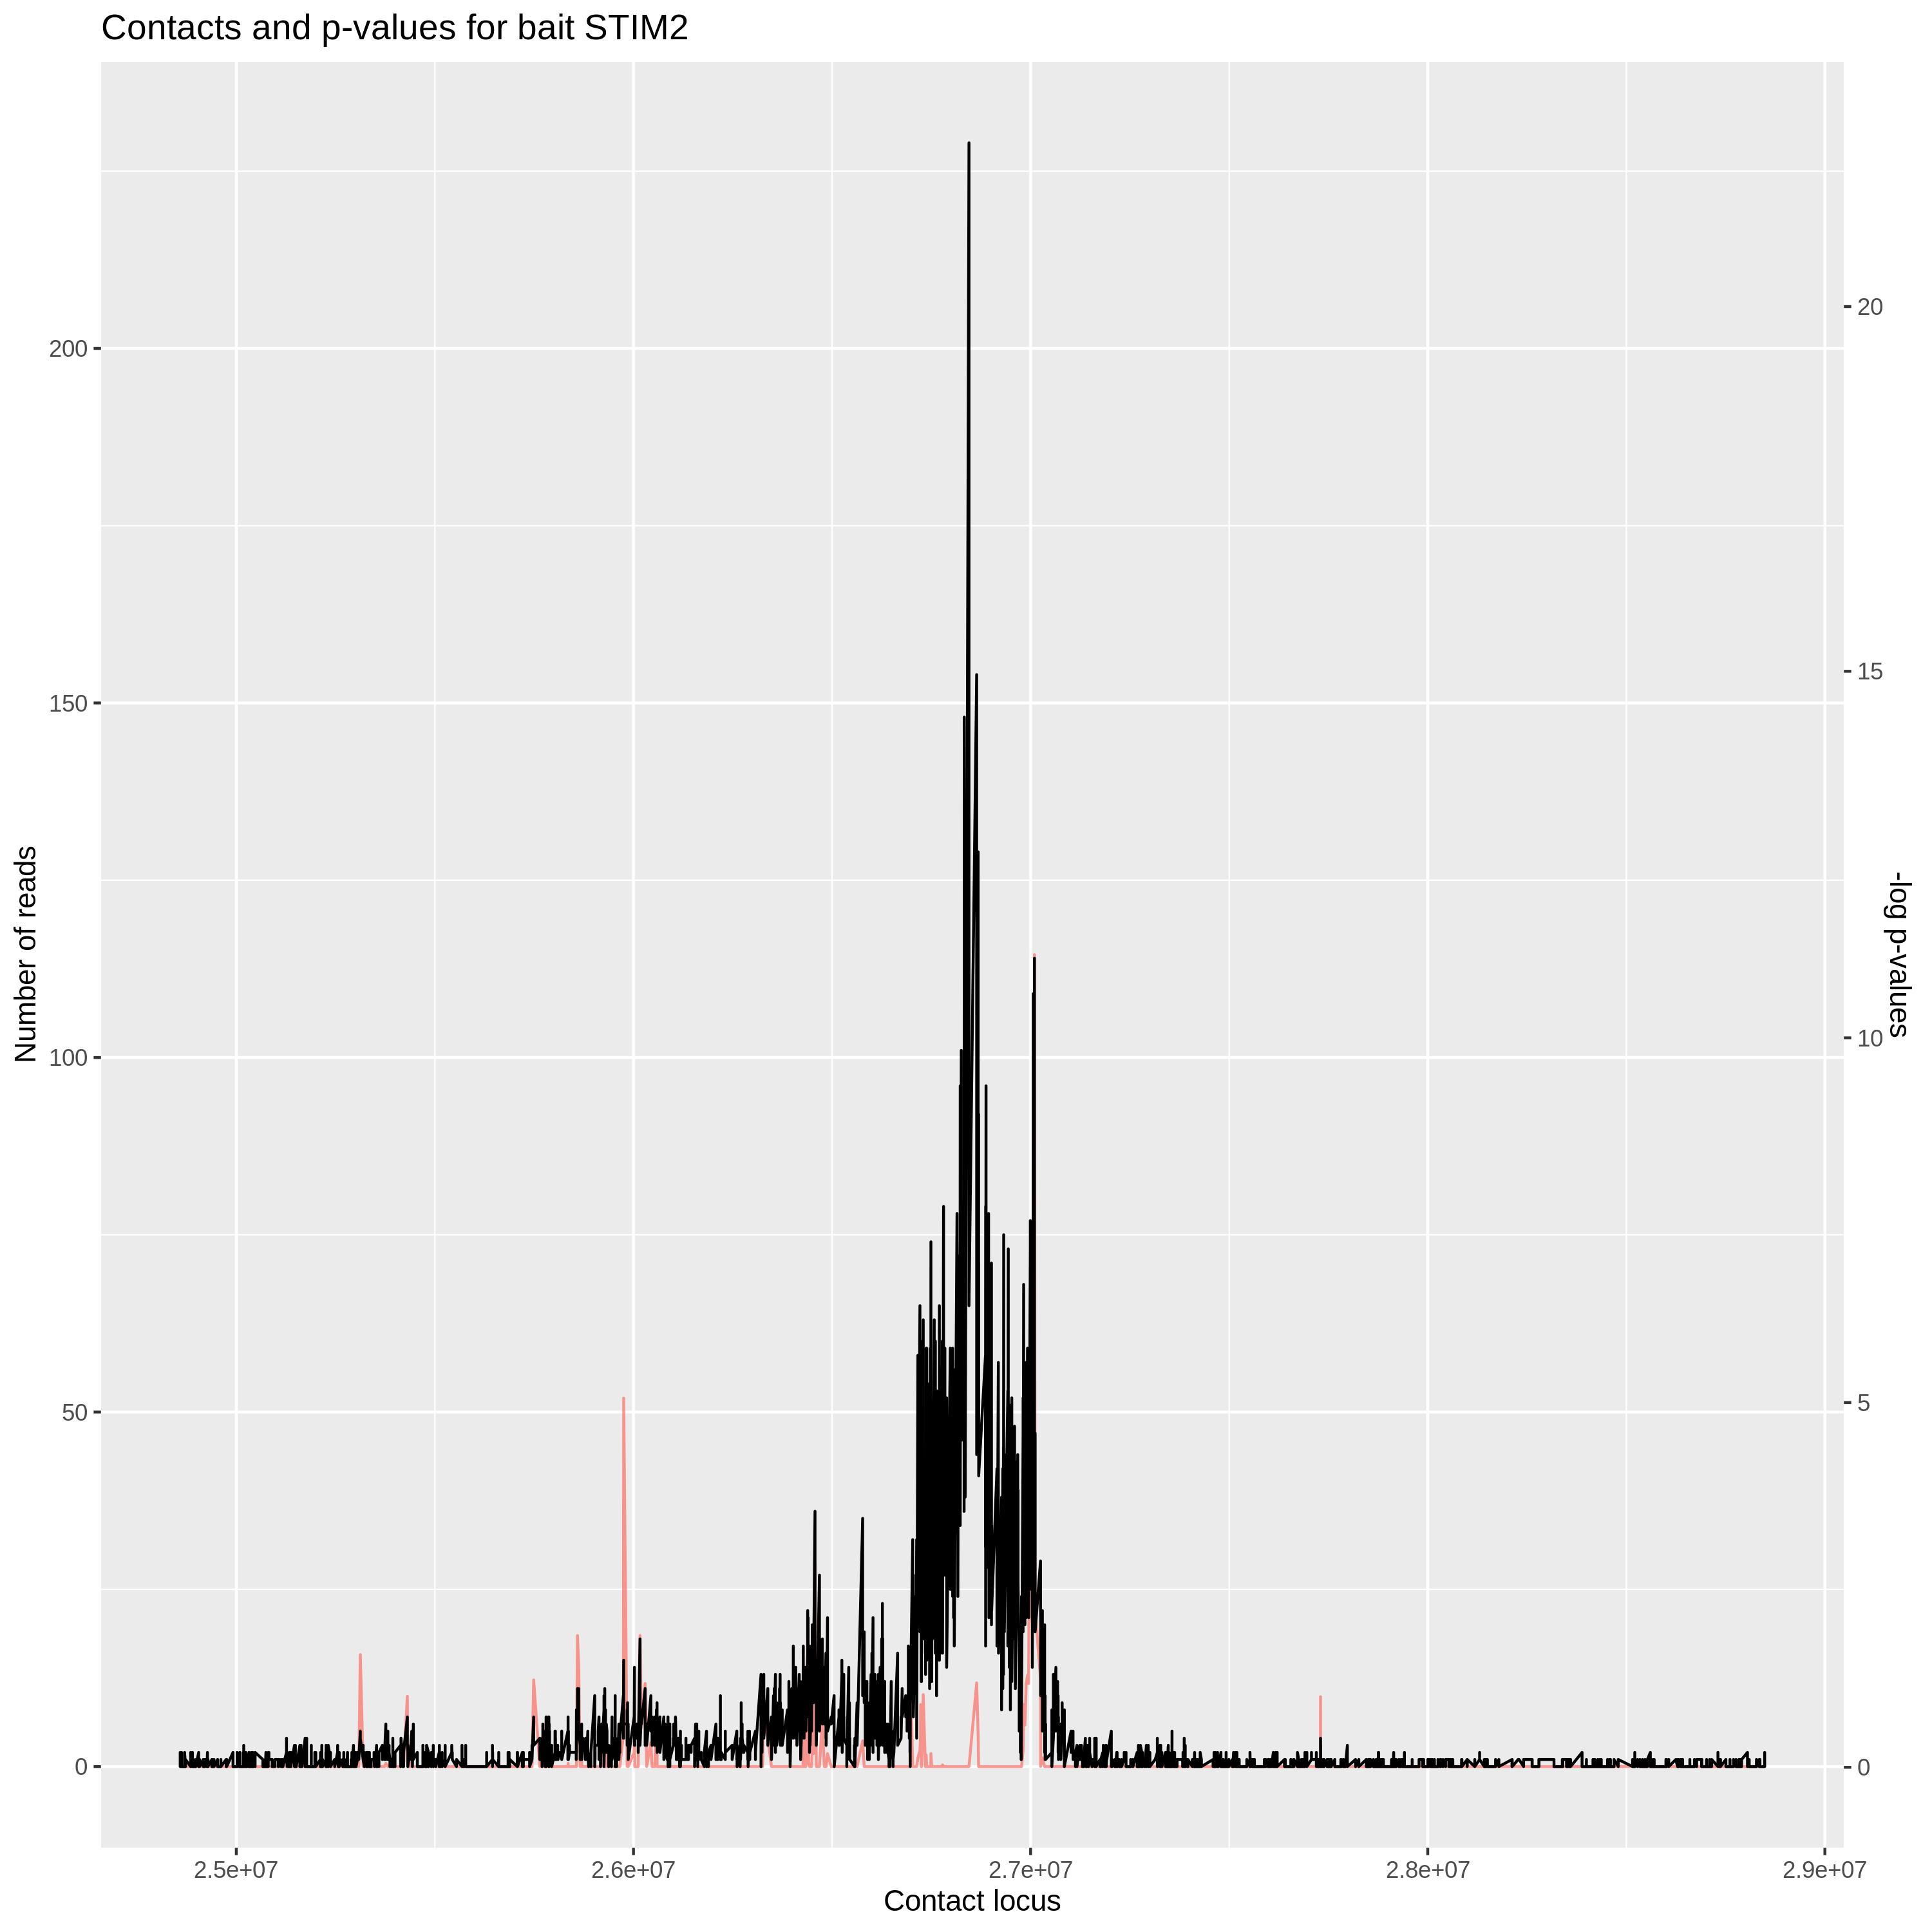 Contacts and p-values for bait STIM2
Number of reads
200
150
100
50
0
20
15
10
5
0
-log p-values
2.5e+07 2.6e+07 2.7e+07 2.8e+07 2.9e+07
Contact locus